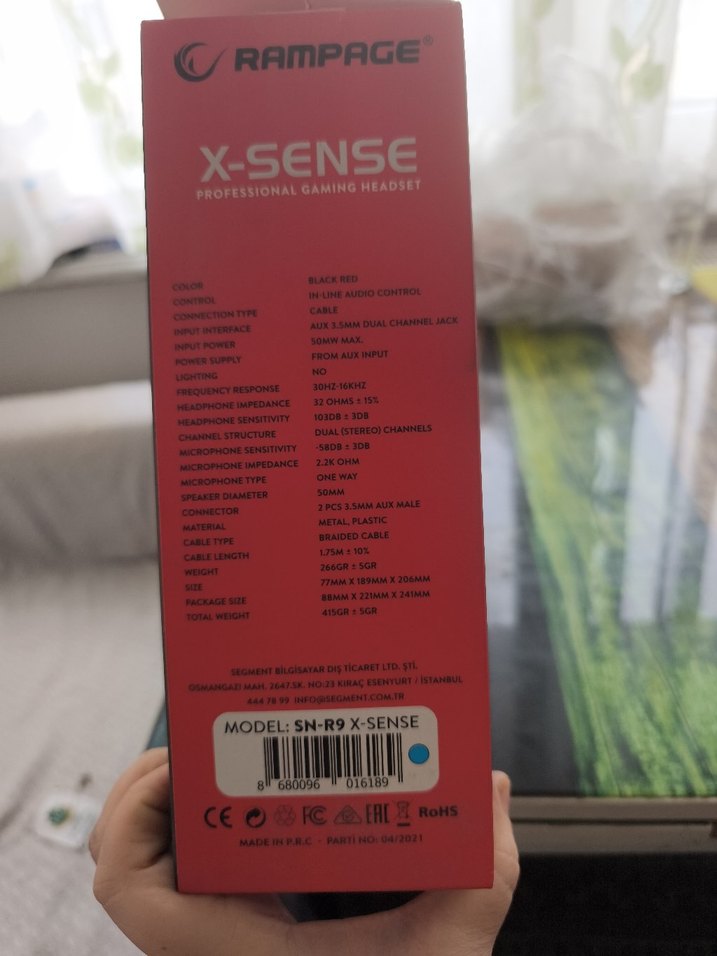 RAMPAGE®
X-SENSE
PROFESSIONAL GAMING HEADSET
COLOR BLACK RED
CONTROL IN-LINE AUDIO CONTROL
CONNECTION TYPE CABLE
INPUT INTERFACE AUX 3.5MM DUAL CHANNEL JACK
INPUT POWER 50MW MAX.
POWER SUPPLY FROM AUX INPUT
LIGHTING NO
FREQUENCY RESPONSE 30HZ-16KHZ
HEADPHONE IMPEDANCE 32 OHMS ± 15%
HEADPHONE SENSITIVITY 103DB ± 3DB
CHANNEL STRUCTURE DUAL (STEREO) CHANNELS
MICROPHONE SENSITIVITY -58DB ± 3DB
MICROPHONE IMPEDANCE 2.2K OHM
MICROPHONE TYPE ONE WAY
SPEAKER DIAMETER 50MM
CONNECTOR 2 PCS 3.5MM AUX MALE
MATERIAL METAL, PLASTIC
CABLE TYPE BRAIDED CABLE
CABLE LENGTH 1.75M ± 10%
WEIGHT 266GR ± 5GR
SIZE 77MM X 189MM X 206MM
PACKAGE SIZE 88MM X 221MM X 241MM
TOTAL WEIGHT 415GR ± 5GR
SEGMENT BİLGİSAYAR DIŞ TİCARET LTD. ŞTİ.
OSMANGAZİ MAH. 2647.SK. NO:23 KIRAÇ ESENYURT / İSTANBUL
444 78 99 INFO@SEGMENT.COM.TR
MODEL: SN-R9 X-SENSE
8 680096 016189
CE FC EAC RoHS
MADE IN P.R.C · PARTİ NO: 04/2021